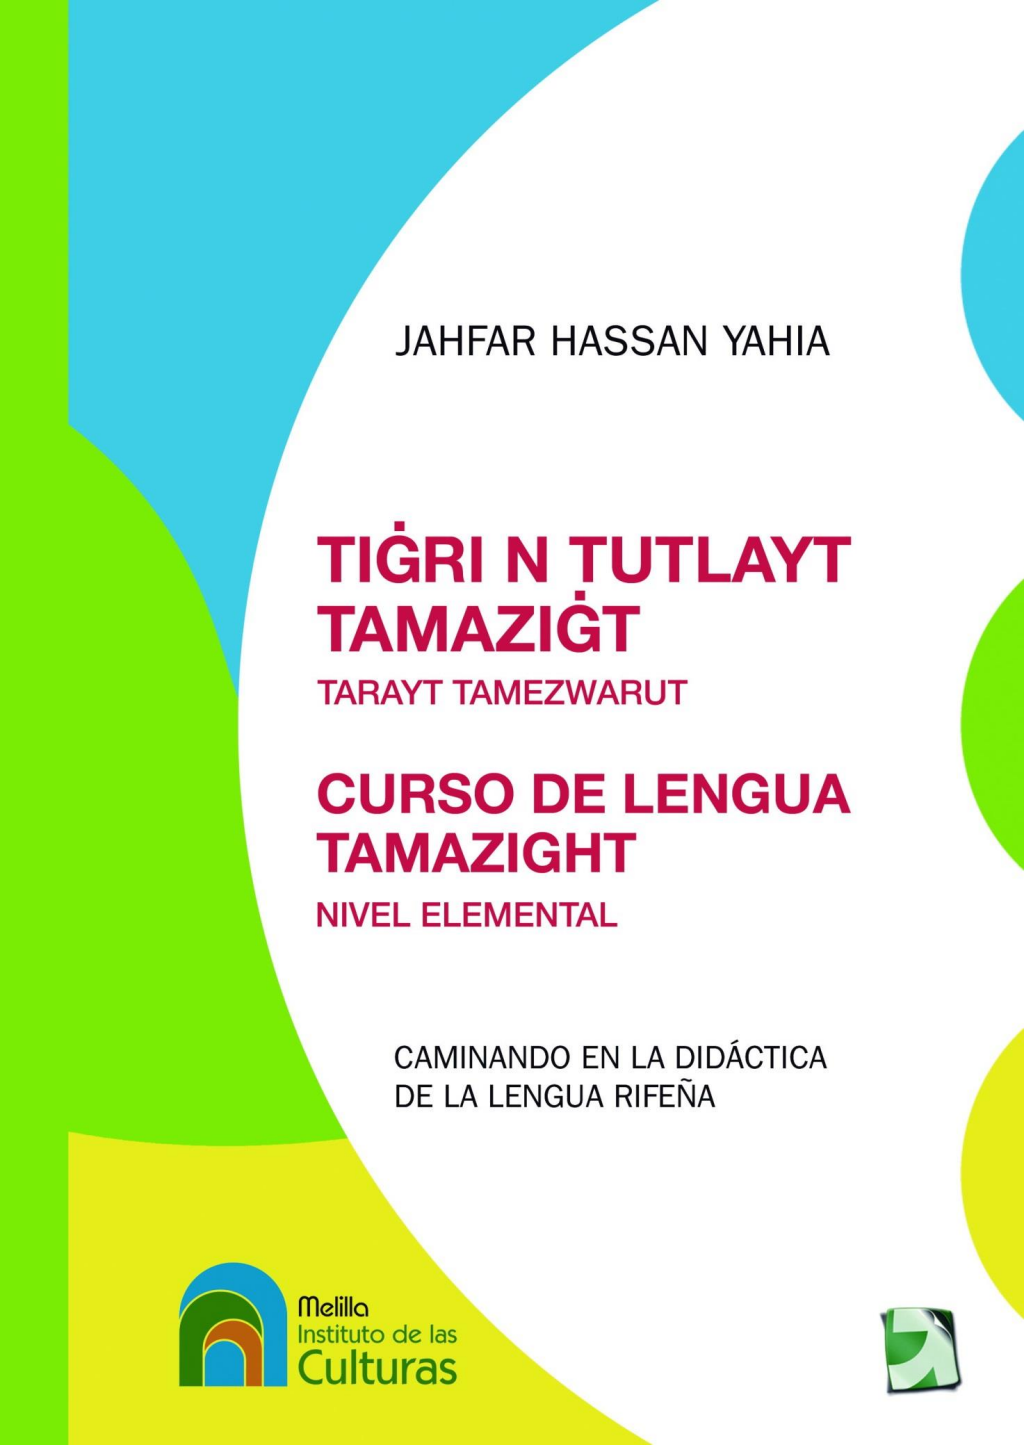 JAHFAR HASSAN YAHIA
TIĠRI N TUTLAYT
TAMAZIĠT
TARAYT TAMEZWARUT
CURSO DE LENGUA
TAMAZIGHT
NIVEL ELEMENTAL
CAMINANDO EN LA DIDÁCTICA
DE LA LENGUA RIFEÑA
Melilla
Instituto de las
Culturas